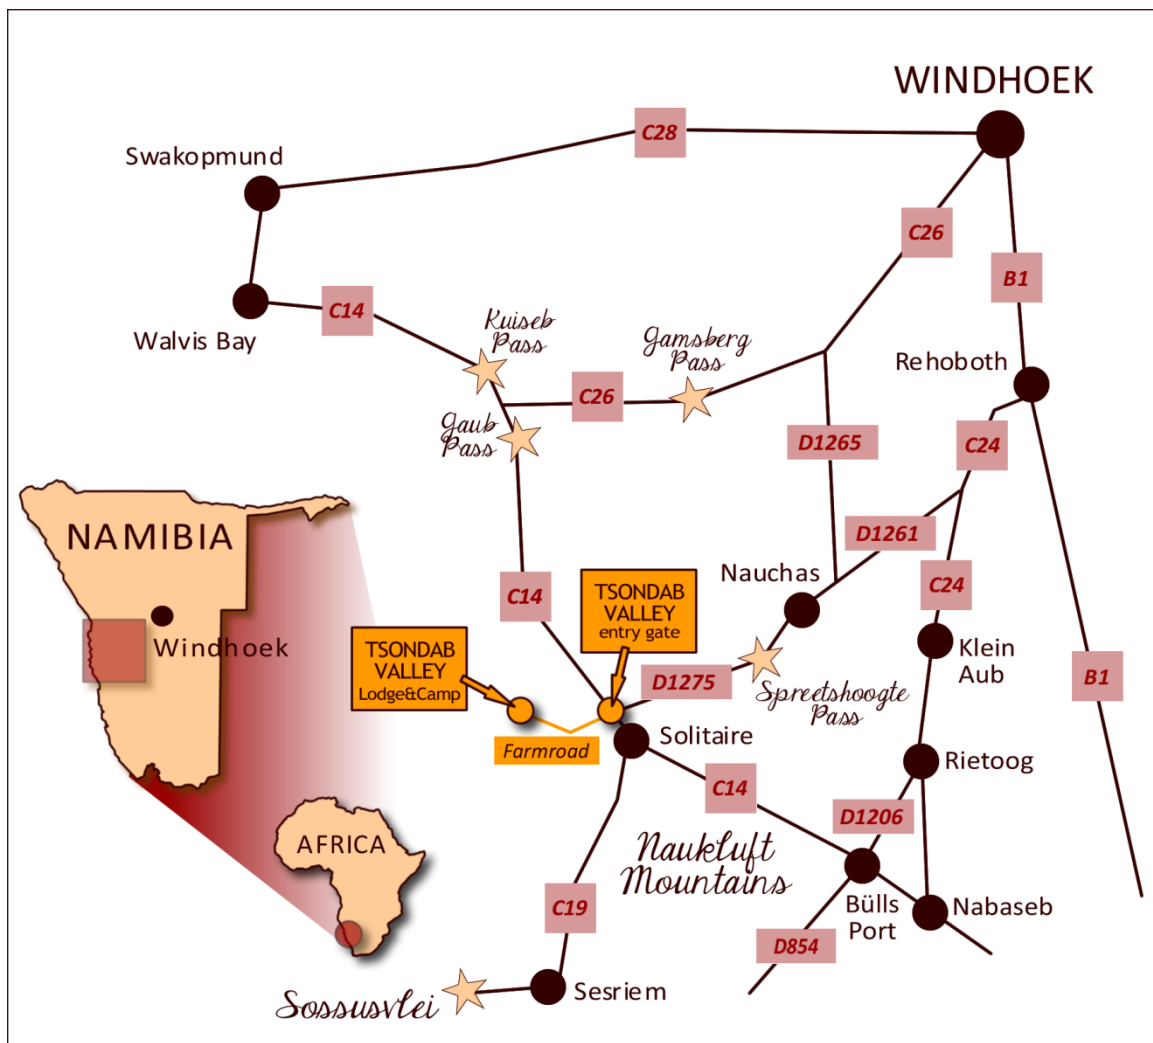 WINDHOEK
C28
Swakopmund
C26
B1
C14
Walvis Bay
Kuiseb
Pass
Gamsberg
Pass
Rehoboth
C26
Gaub
Pass
D1265
C24
NAMIBIA
D1261
Nauchas
C14
TSONDAB
VALLEY
entry gate
C24
Windhoek
TSONDAB
VALLEY
Lodge&Camp
Klein
Aub
D1275
Spreetshoogte
Pass
B1
Farmroad
Solitaire
Rietoog
C14
D1206
AFRICA
Naukluft
Mountains
C19
Bülls
Port
Nabaseb
D854
Sossusvlei
Sesriem